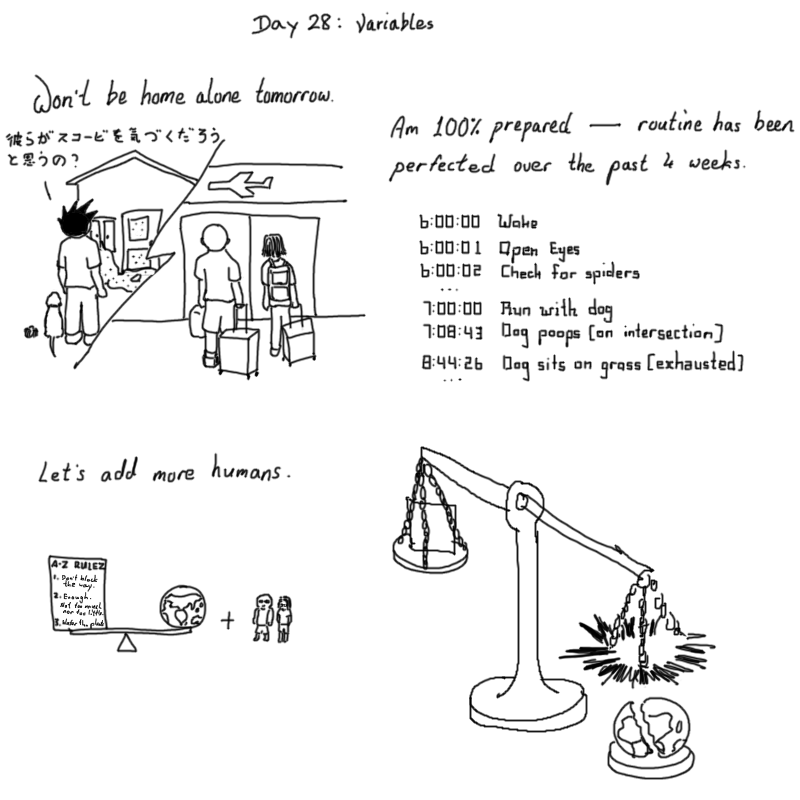 Day 28: Variables
Won't be home alone tomorrow.
彼らがスコービを気づくだろう
と思うの?
Am 100% prepared — routine has been
perfected over the past 4 weeks.
6:00:00 Wake
6:00:01 Open Eyes
6:00:02 Check for spiders
...
7:00:00 Run with dog
7:08:43 Dog poops [on intersection]
8:44:26 Dog sits on grass [exhausted]
...
Let's add more humans.
A-Z RULEZ
1. Don't block
the way.
2. Enough.
Not too much
nor too little.
3. Water the plants
+